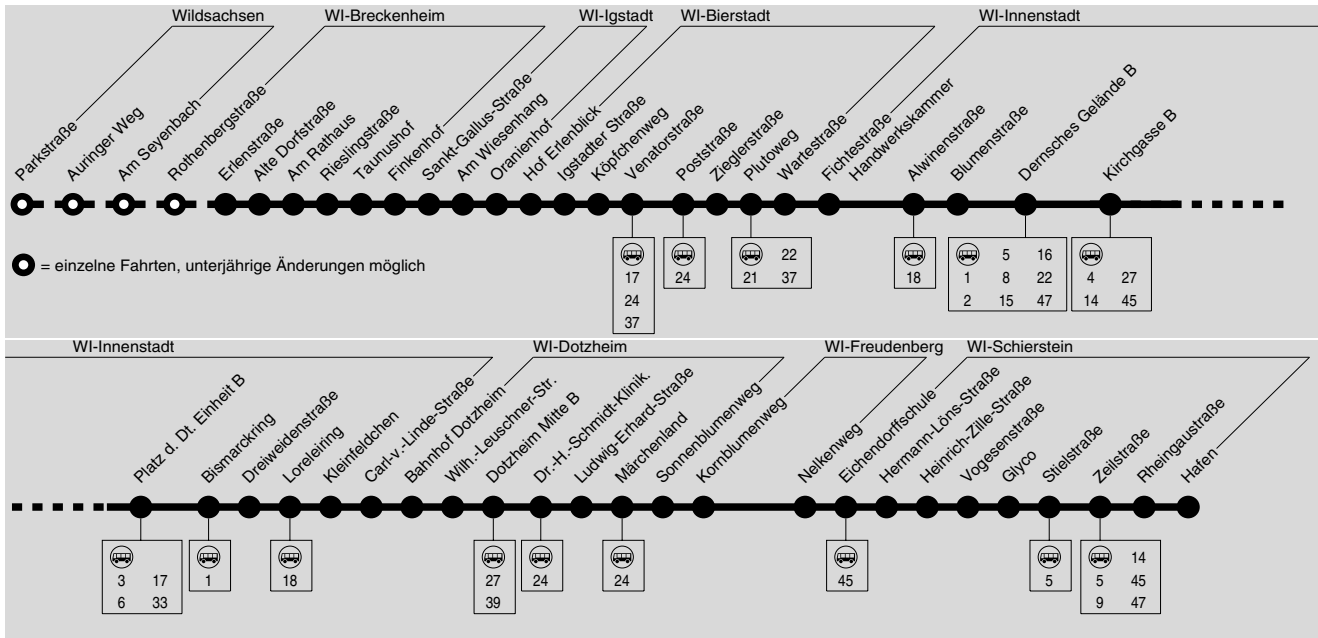 Wildsachsen
WI-Breckenheim
WI-Igstadt
WI-Bierstadt
WI-Innenstadt
Parkstraße
Auringer Weg
Am Seyenbach
Rothenbergstraße
Erlenstraße
Alte Dorfstraße
Am Rathaus
Rieslingstraße
Taunushof
Finkenhof
Sankt-Gallus-Straße
Am Wiesenhang
Oranienhof
Hof Erlenblick
Igstadter Straße
Köpfchenweg
Venatorstraße
Poststraße
Zieglerstraße
Plutoweg
Wartestraße
Fichtestraße
Handwerkskammer
Alwinenstraße
Blumenstraße
Dernsches Gelände B
Kirchgasse B
= einzelne Fahrten, unterjährige Änderungen möglich
17
24
37
24
22
21 37
18
5 16
1 8 22
2 15 47
4 27
14 45
WI-Innenstadt
WI-Dotzheim
WI-Freudenberg
WI-Schierstein
Platz d. Dt. Einheit B
Bismarckring
Dreiweidenstraße
Loreleiring
Kleinfeldchen
Carl-v.-Linde-Straße
Bahnhof Dotzheim
Wilh.-Leuschner-Str.
Dotzheim Mitte B
Dr.-H.-Schmidt-Klinik.
Ludwig-Erhard-Straße
Märchenland
Sonnenblumenweg
Kornblumenweg
Nelkenweg
Eichendorffschule
Hermann-Löns-Straße
Heinrich-Zille-Straße
Vogesenstraße
Glyco
Stielstraße
Zeilstraße
Rheingaustraße
Hafen
3 17
6 33
1
18
27
39
24
24
45
5
14
5 45
9 47